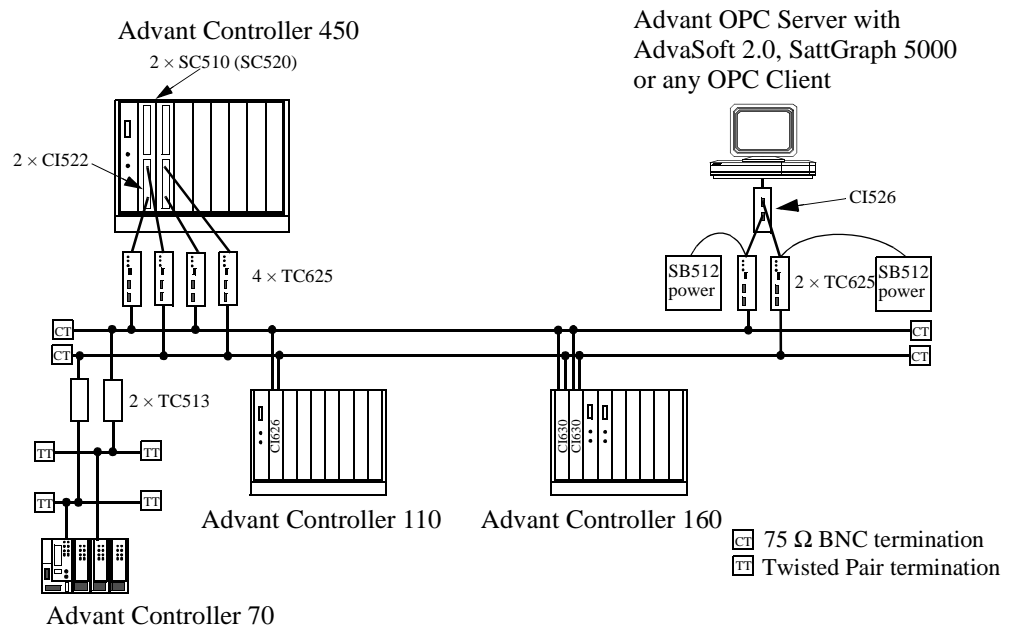 Advant Controller 450
2 × SC510 (SC520)
2 × CI522
4 × TC625
Advant OPC Server with
AdvaSoft 2.0, SattGraph 5000
or any OPC Client
CI526
SB512
power
2 × TC625
SB512
power
CT
CT
CT
CT
2 × TC513
CI626
CI630
CI630
TT
TT
TT
TT
Advant Controller 110
Advant Controller 160
CT 75 Ω BNC termination
TT Twisted Pair termination
Advant Controller 70